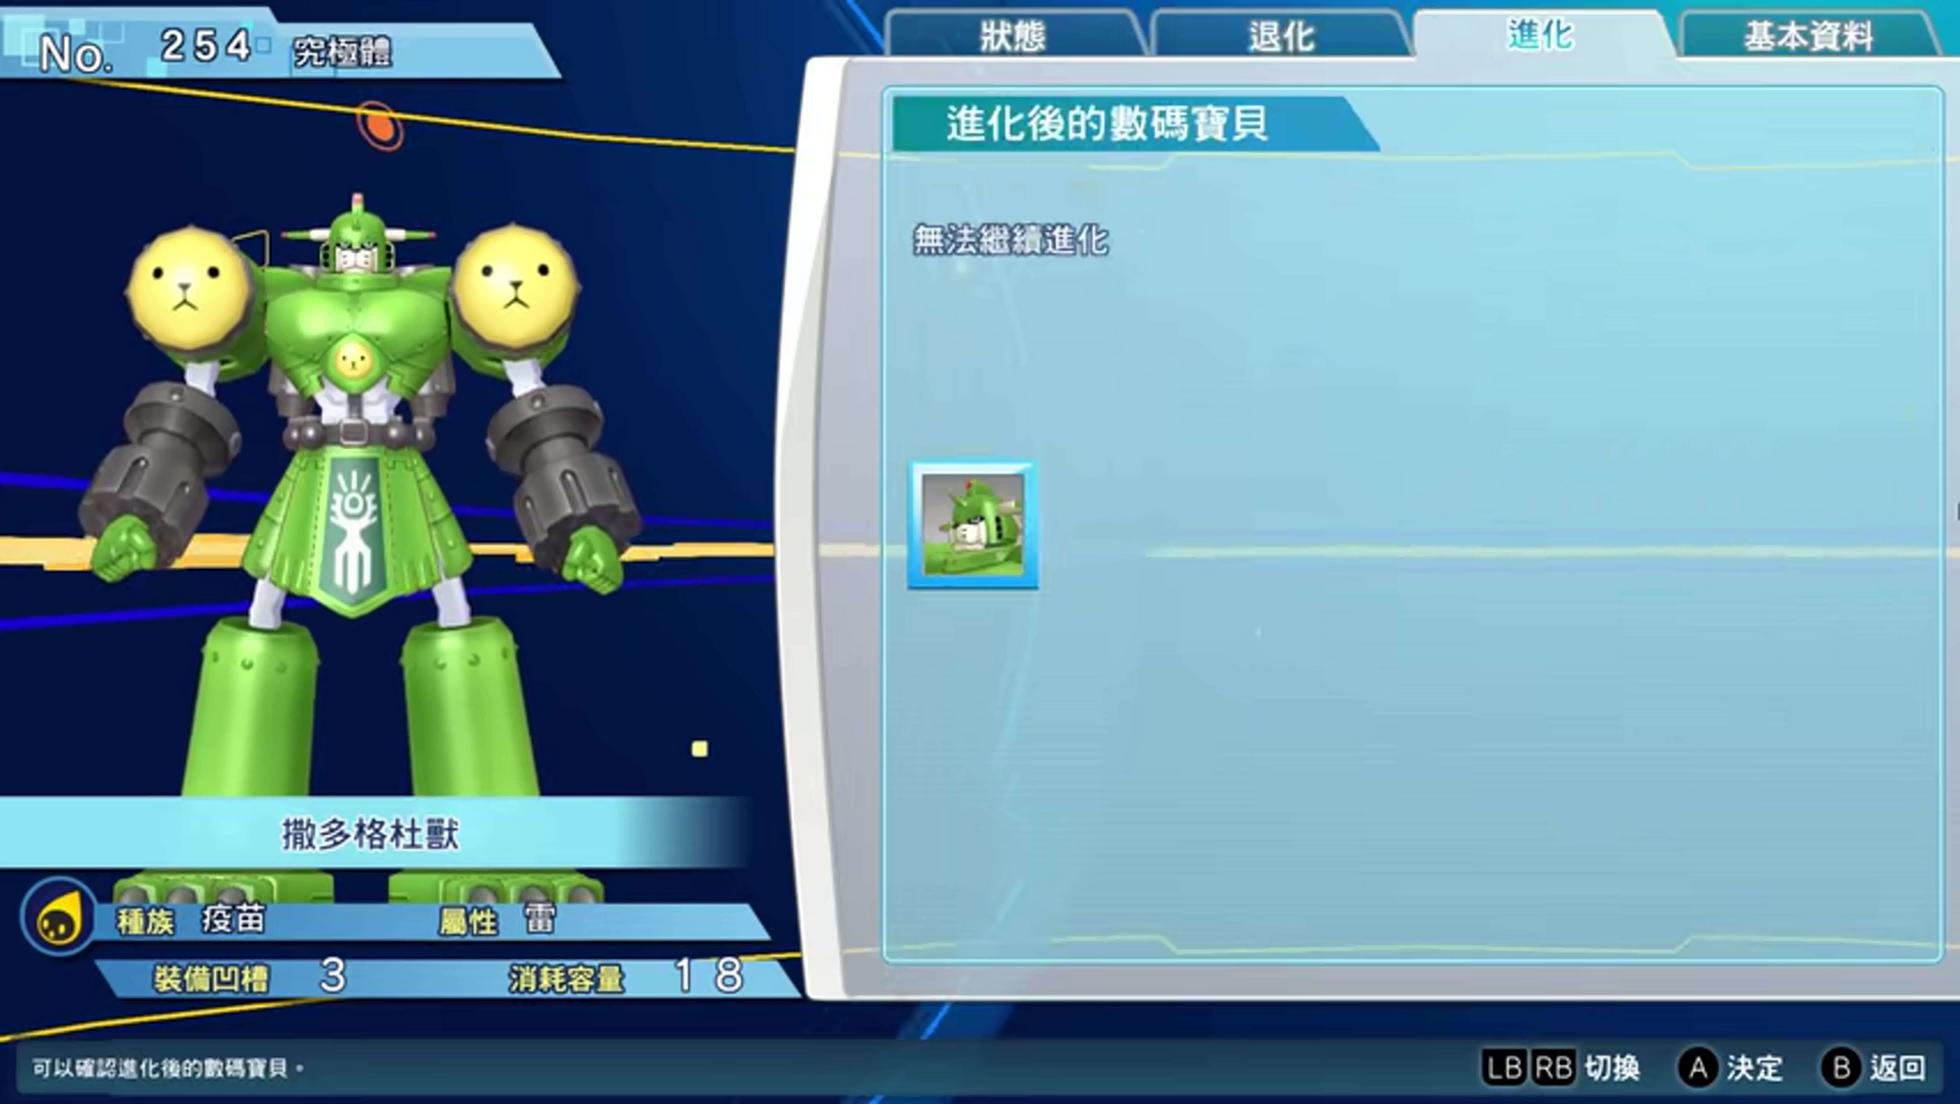 No. 254 究極體
狀態 退化 進化 基本資料
進化後的數碼寶貝
無法繼續進化
撒多格杜獸
種族 疫苗 屬性 雷
裝備凹槽 3 消耗容量 18
可以確認進化後的數碼寶貝。
LB RB 切換 A 決定 B 返回